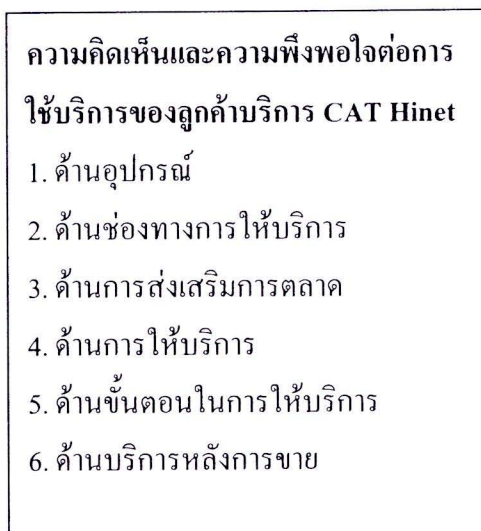 ความคิดเห็นและความพึงพอใจต่อการ
ใช้บริการของลูกค้าบริการ CAT Hinet
1. ด้านอุปกรณ์
2. ด้านช่องทางการให้บริการ
3. ด้านการส่งเสริมการตลาด
4. ด้านการให้บริการ
5. ด้านขั้นตอนในการให้บริการ
6. ด้านบริการหลังการขาย